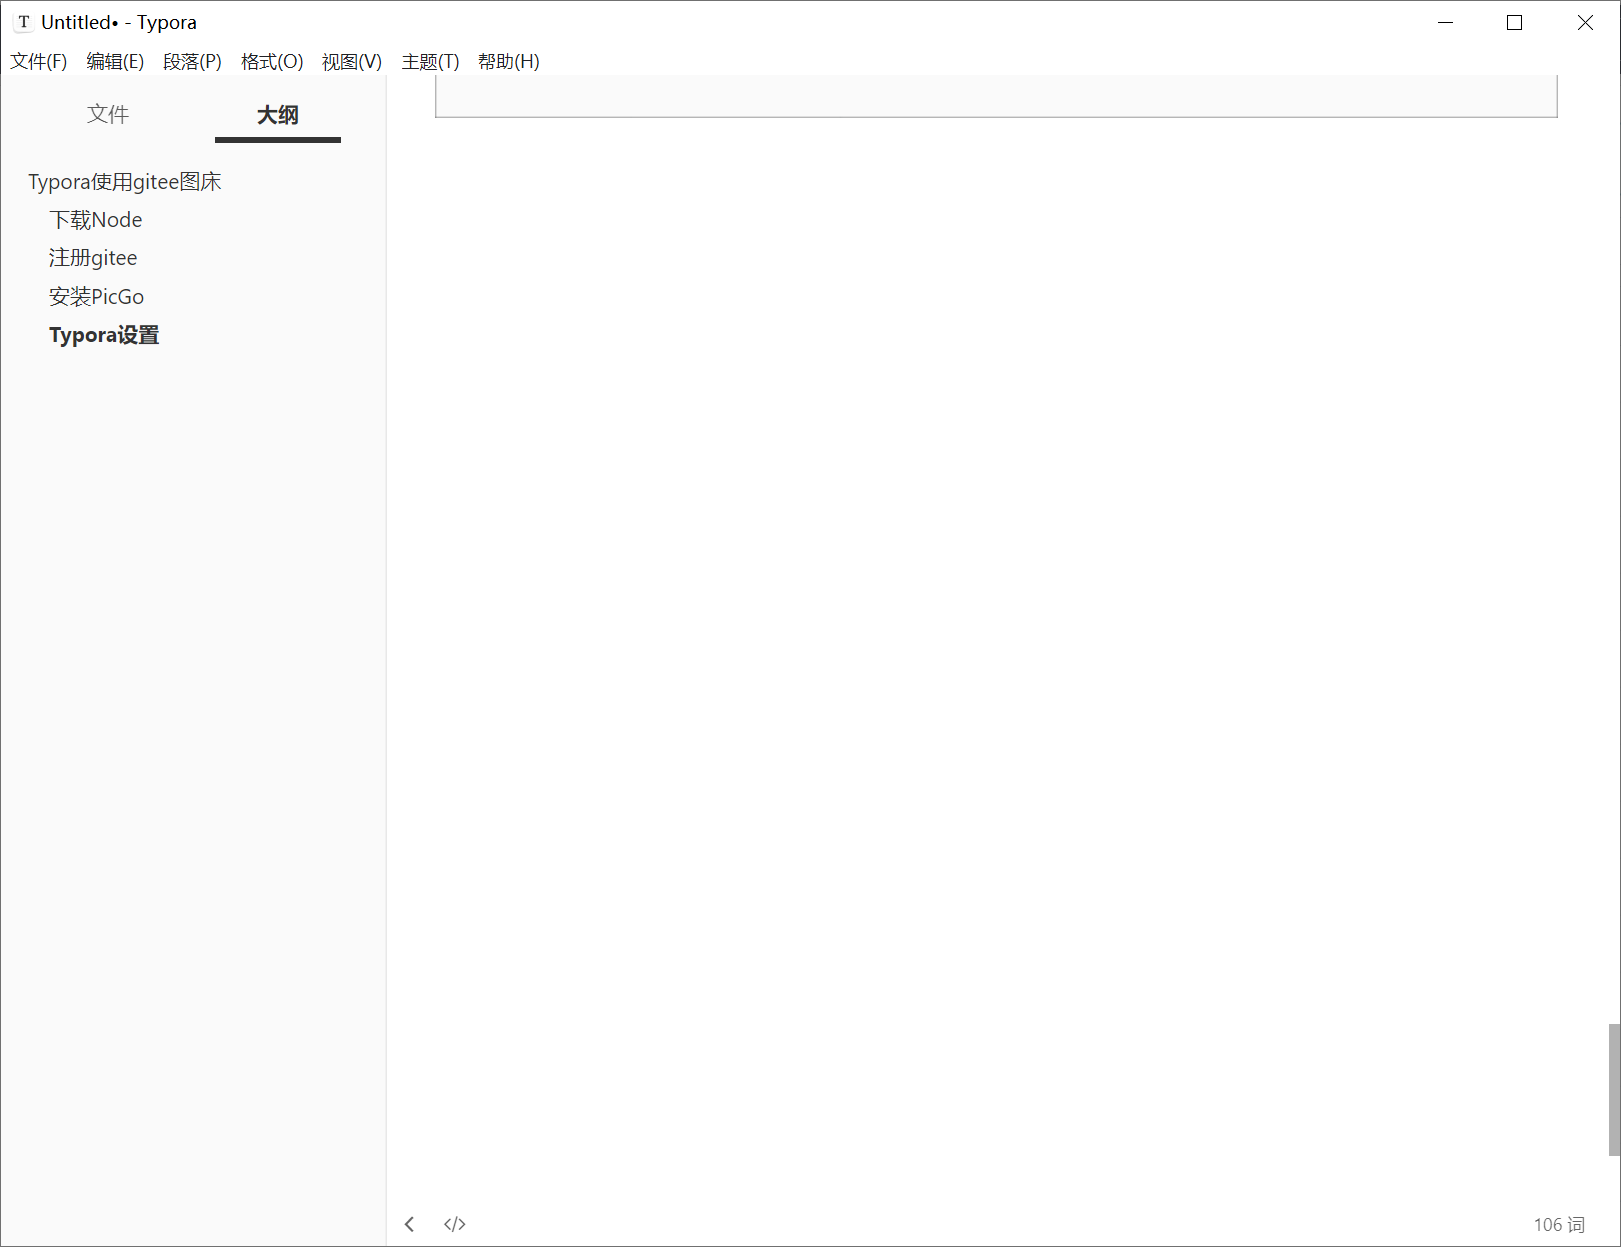 T Untitled• - Typora
文件(F) 编辑(E) 段落(P) 格式(O) 视图(V) 主题(T) 帮助(H)
文件 大纲
Typora使用gitee图床
下载Node
注册gitee
安装PicGo
Typora设置
</> 106 词